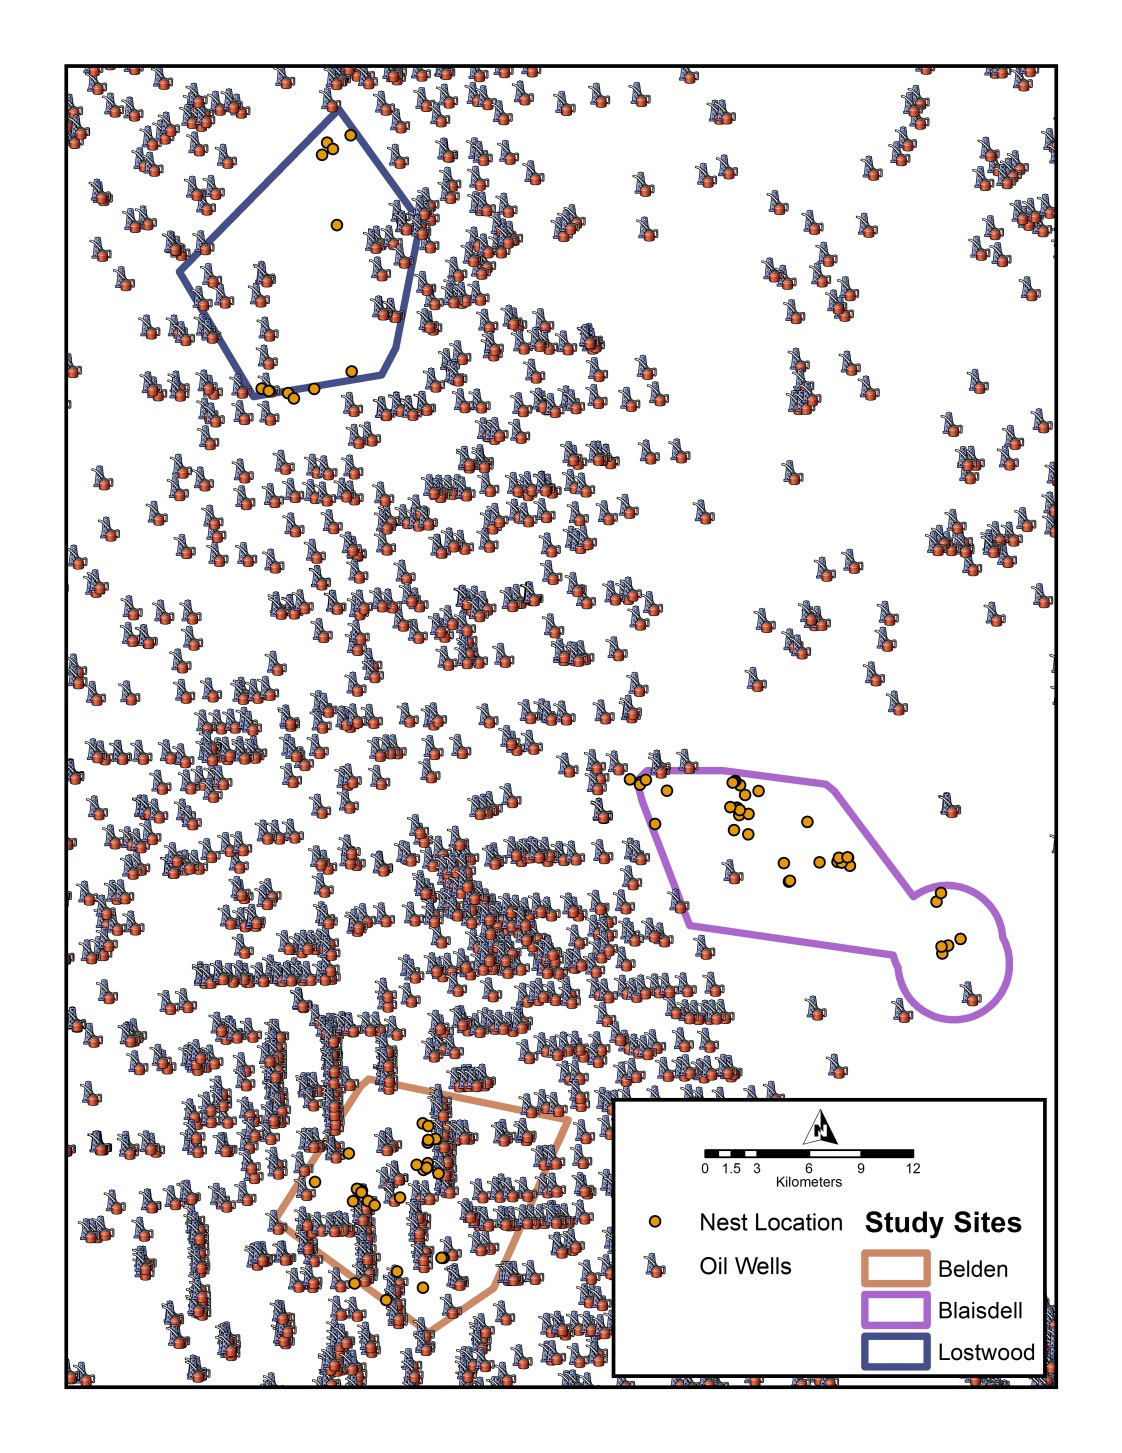 N
0 1.5 3 6 9 12
Kilometers
Nest Location
Oil Wells
Study Sites
Belden
Blaisdell
Lostwood